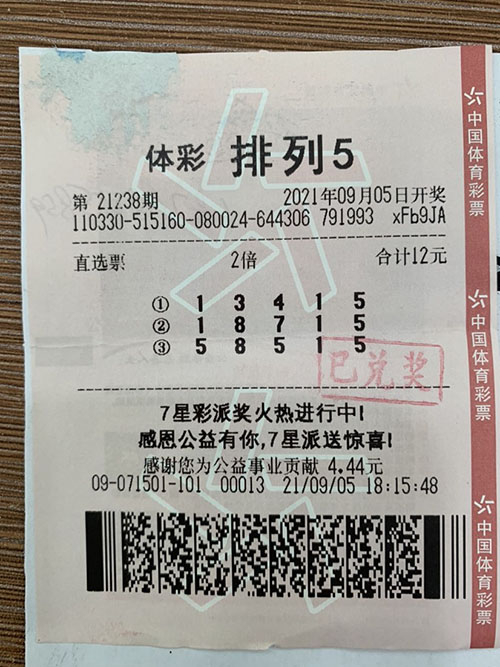 体彩 排列5
第 21238期 2021年09月05日开奖
110330-515160-080024-644306 791993 xFb9JA
直选票 2倍 合计12元
① 1 3 4 1 5
② 1 8 7 1 5
③ 5 8 5 1 5
已兑奖
7星彩派奖火热进行中!
感恩公益有你,7星派送惊喜!
感谢您为公益事业贡献 4.44元
09-071501-101 00013 21/09/05 18:15:48
中国体育彩票
中国体育彩票
中国体育彩票